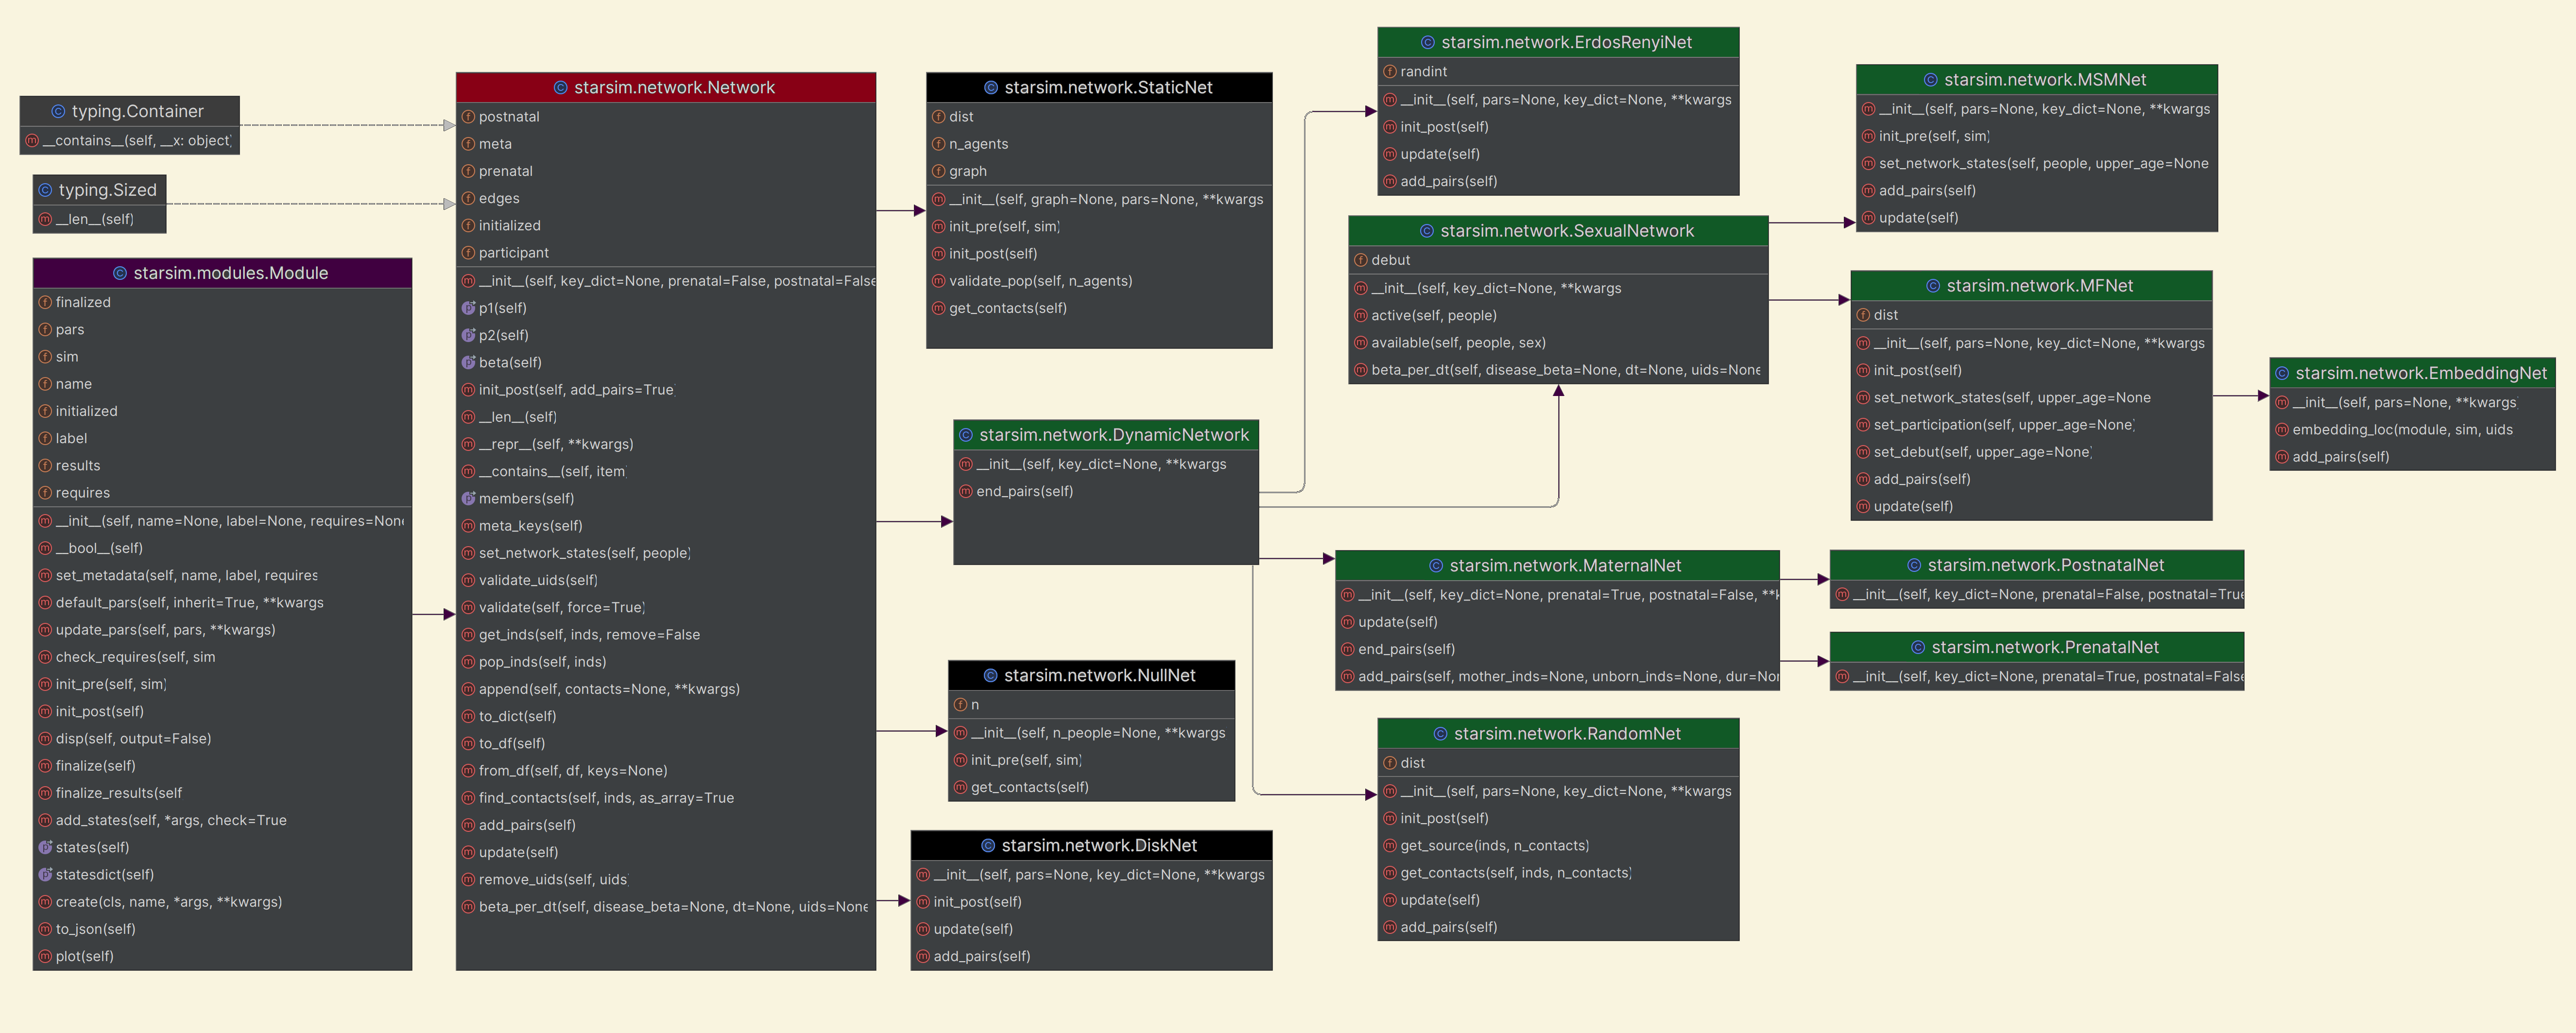 typing.Container
__contains__(self, __x: object)
typing.Sized
__len__(self)
starsim.modules.Module
finalized
pars
sim
name
initialized
label
results
requires
__init__(self, name=None, label=None, requires=None
__bool__(self)
set_metadata(self, name, label, requires
default_pars(self, inherit=True, **kwargs
update_pars(self, pars, **kwargs)
check_requires(self, sim
init_pre(self, sim)
init_post(self)
disp(self, output=False)
finalize(self)
finalize_results(self
add_states(self, *args, check=True
states(self)
statesdict(self)
create(cls, name, *args, **kwargs)
to_json(self)
plot(self)
starsim.network.Network
postnatal
meta
prenatal
edges
initialized
participant
__init__(self, key_dict=None, prenatal=False, postnatal=False
p1(self)
p2(self)
beta(self)
init_post(self, add_pairs=True)
__len__(self)
__repr__(self, **kwargs)
__contains__(self, item)
members(self)
meta_keys(self)
set_network_states(self, people)
validate_uids(self)
validate(self, force=True)
get_inds(self, inds, remove=False
pop_inds(self, inds)
append(self, contacts=None, **kwargs)
to_dict(self)
to_df(self)
from_df(self, df, keys=None)
find_contacts(self, inds, as_array=True
add_pairs(self)
update(self)
remove_uids(self, uids)
beta_per_dt(self, disease_beta=None, dt=None, uids=None
starsim.network.StaticNet
dist
n_agents
graph
__init__(self, graph=None, pars=None, **kwargs
init_pre(self, sim)
init_post(self)
validate_pop(self, n_agents)
get_contacts(self)
starsim.network.DynamicNetwork
__init__(self, key_dict=None, **kwargs
end_pairs(self)
starsim.network.NullNet
n
__init__(self, n_people=None, **kwargs
init_pre(self, sim)
get_contacts(self)
starsim.network.DiskNet
__init__(self, pars=None, key_dict=None, **kwargs
init_post(self)
update(self)
add_pairs(self)
starsim.network.ErdosRenyiNet
randint
__init__(self, pars=None, key_dict=None, **kwargs
init_post(self)
update(self)
add_pairs(self)
starsim.network.SexualNetwork
debut
__init__(self, key_dict=None, **kwargs
active(self, people)
available(self, people, sex)
beta_per_dt(self, disease_beta=None, dt=None, uids=None
starsim.network.MaternalNet
__init__(self, key_dict=None, prenatal=True, postnatal=False, **k
update(self)
end_pairs(self)
add_pairs(self, mother_inds=None, unborn_inds=None, dur=Non
starsim.network.RandomNet
dist
__init__(self, pars=None, key_dict=None, **kwargs
init_post(self)
get_source(inds, n_contacts)
get_contacts(self, inds, n_contacts)
update(self)
add_pairs(self)
starsim.network.MSMNet
__init__(self, pars=None, key_dict=None, **kwargs
init_pre(self, sim)
set_network_states(self, people, upper_age=None
add_pairs(self)
update(self)
starsim.network.MFNet
dist
__init__(self, pars=None, key_dict=None, **kwargs
init_post(self)
set_network_states(self, upper_age=None
set_participation(self, upper_age=None)
set_debut(self, upper_age=None)
add_pairs(self)
update(self)
starsim.network.PostnatalNet
__init__(self, key_dict=None, prenatal=False, postnatal=True
starsim.network.PrenatalNet
__init__(self, key_dict=None, prenatal=True, postnatal=False
starsim.network.EmbeddingNet
__init__(self, pars=None, **kwargs)
embedding_loc(module, sim, uids
add_pairs(self)